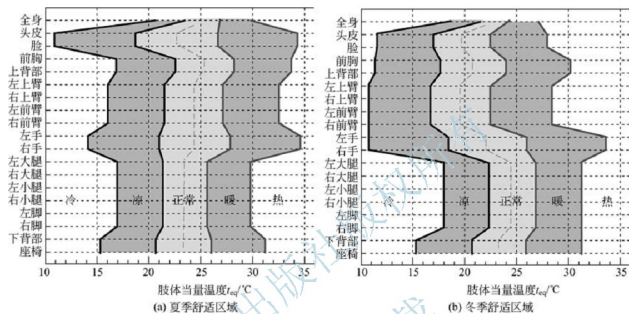 全身
头皮
脸
前胸
上背部
左上臂
右上臂
左前臂
右前臂
左手
右手
左大腿
右大腿
左小腿
右小腿
左脚
右脚
下背部
座椅
冷
凉
正常
暖
热
10 15 20 25 30 35
肢体当量温度teq/℃
(a) 夏季舒适区域
全身
头皮
脸
前胸
上背部
左上臂
右上臂
左前臂
右前臂
左手
右手
左大腿
右大腿
左小腿
右小腿
左脚
右脚
下背部
座椅
冷
凉
正常
暖
热
10 15 20 25 30 35
肢体当量温度teq/℃
(b) 冬季舒适区域
出版社版权所有